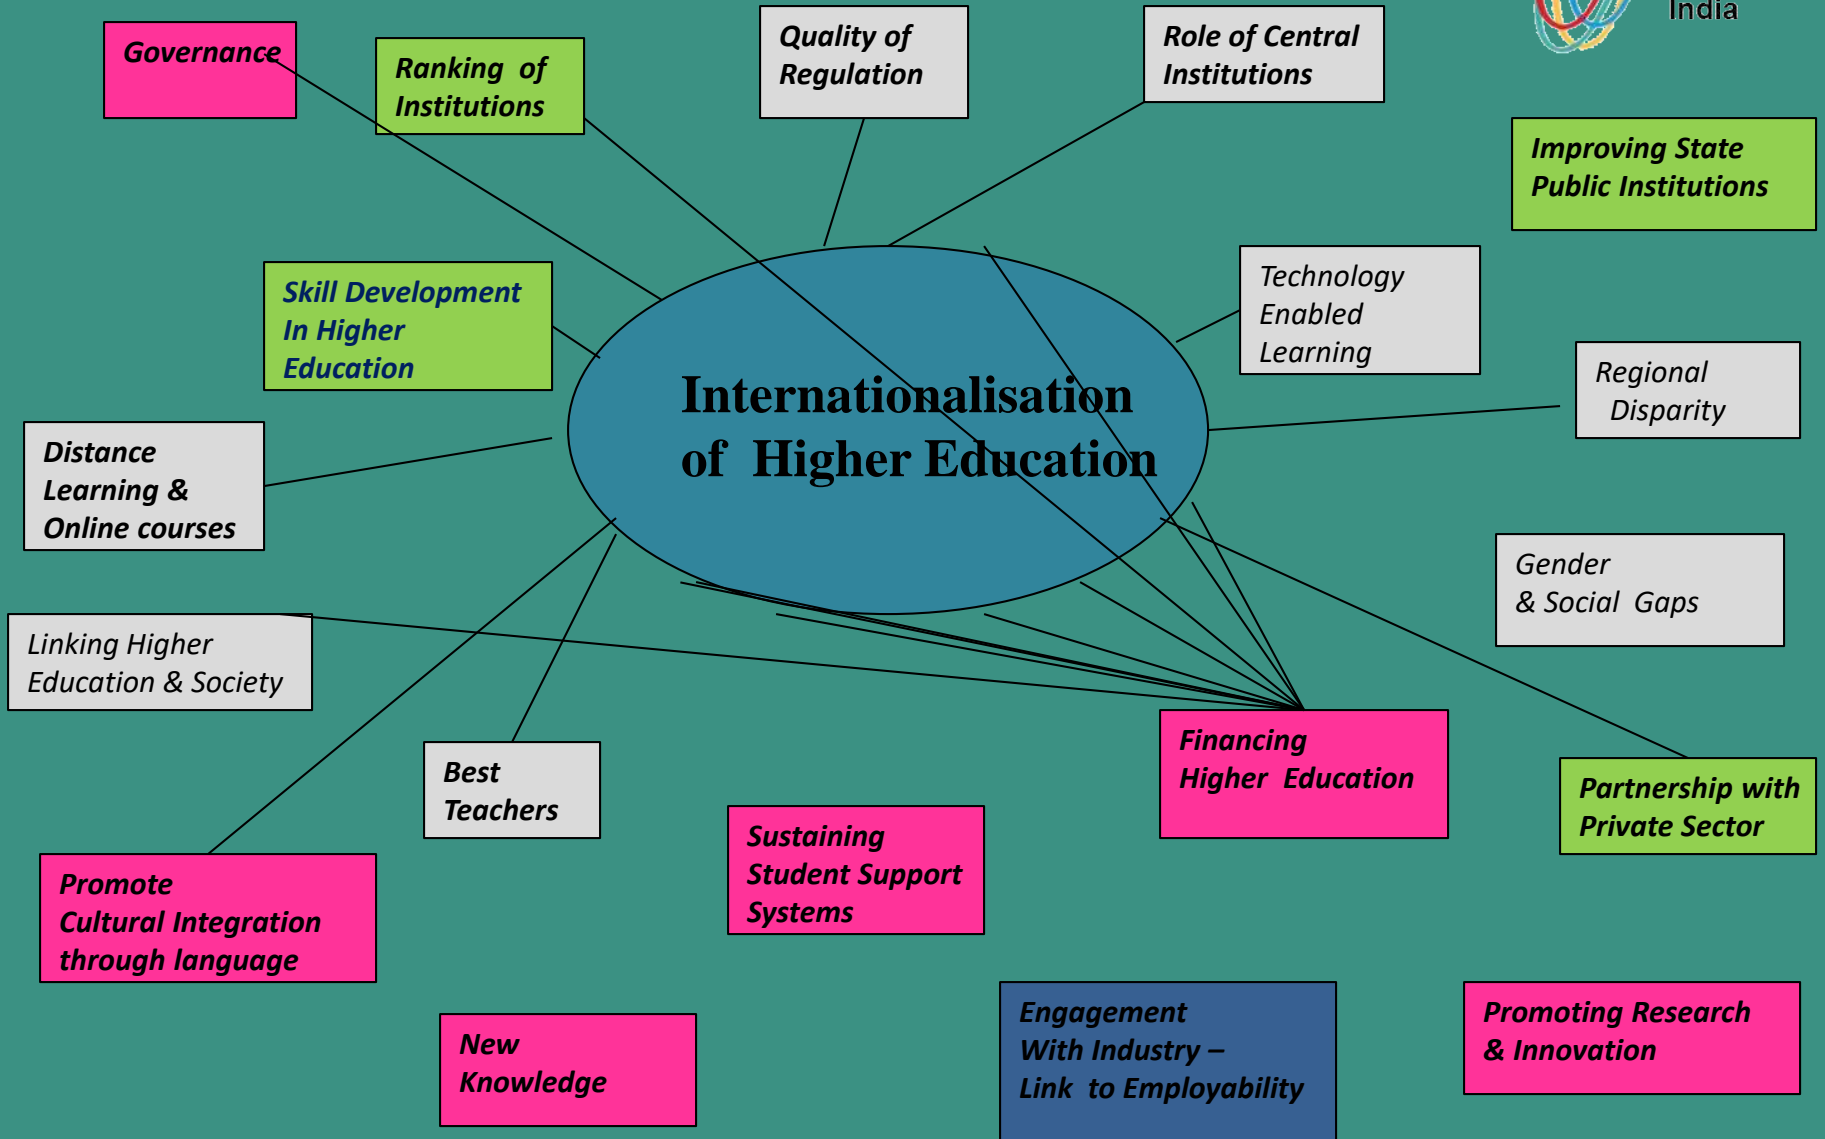 India
Governance
Ranking of
Institutions
Quality of
Regulation
Role of Central
Institutions
Improving State
Public Institutions
Skill Development
In Higher
Education
Technology
Enabled
Learning
Regional
Disparity
Internationalisation
of Higher Education
Distance
Learning &
Online courses
Gender
& Social Gaps
Linking Higher
Education & Society
Best
Teachers
Financing
Higher Education
Partnership with
Private Sector
Sustaining
Student Support
Systems
Promote
Cultural Integration
through language
New
Knowledge
Engagement
With Industry –
Link to Employability
Promoting Research
& Innovation